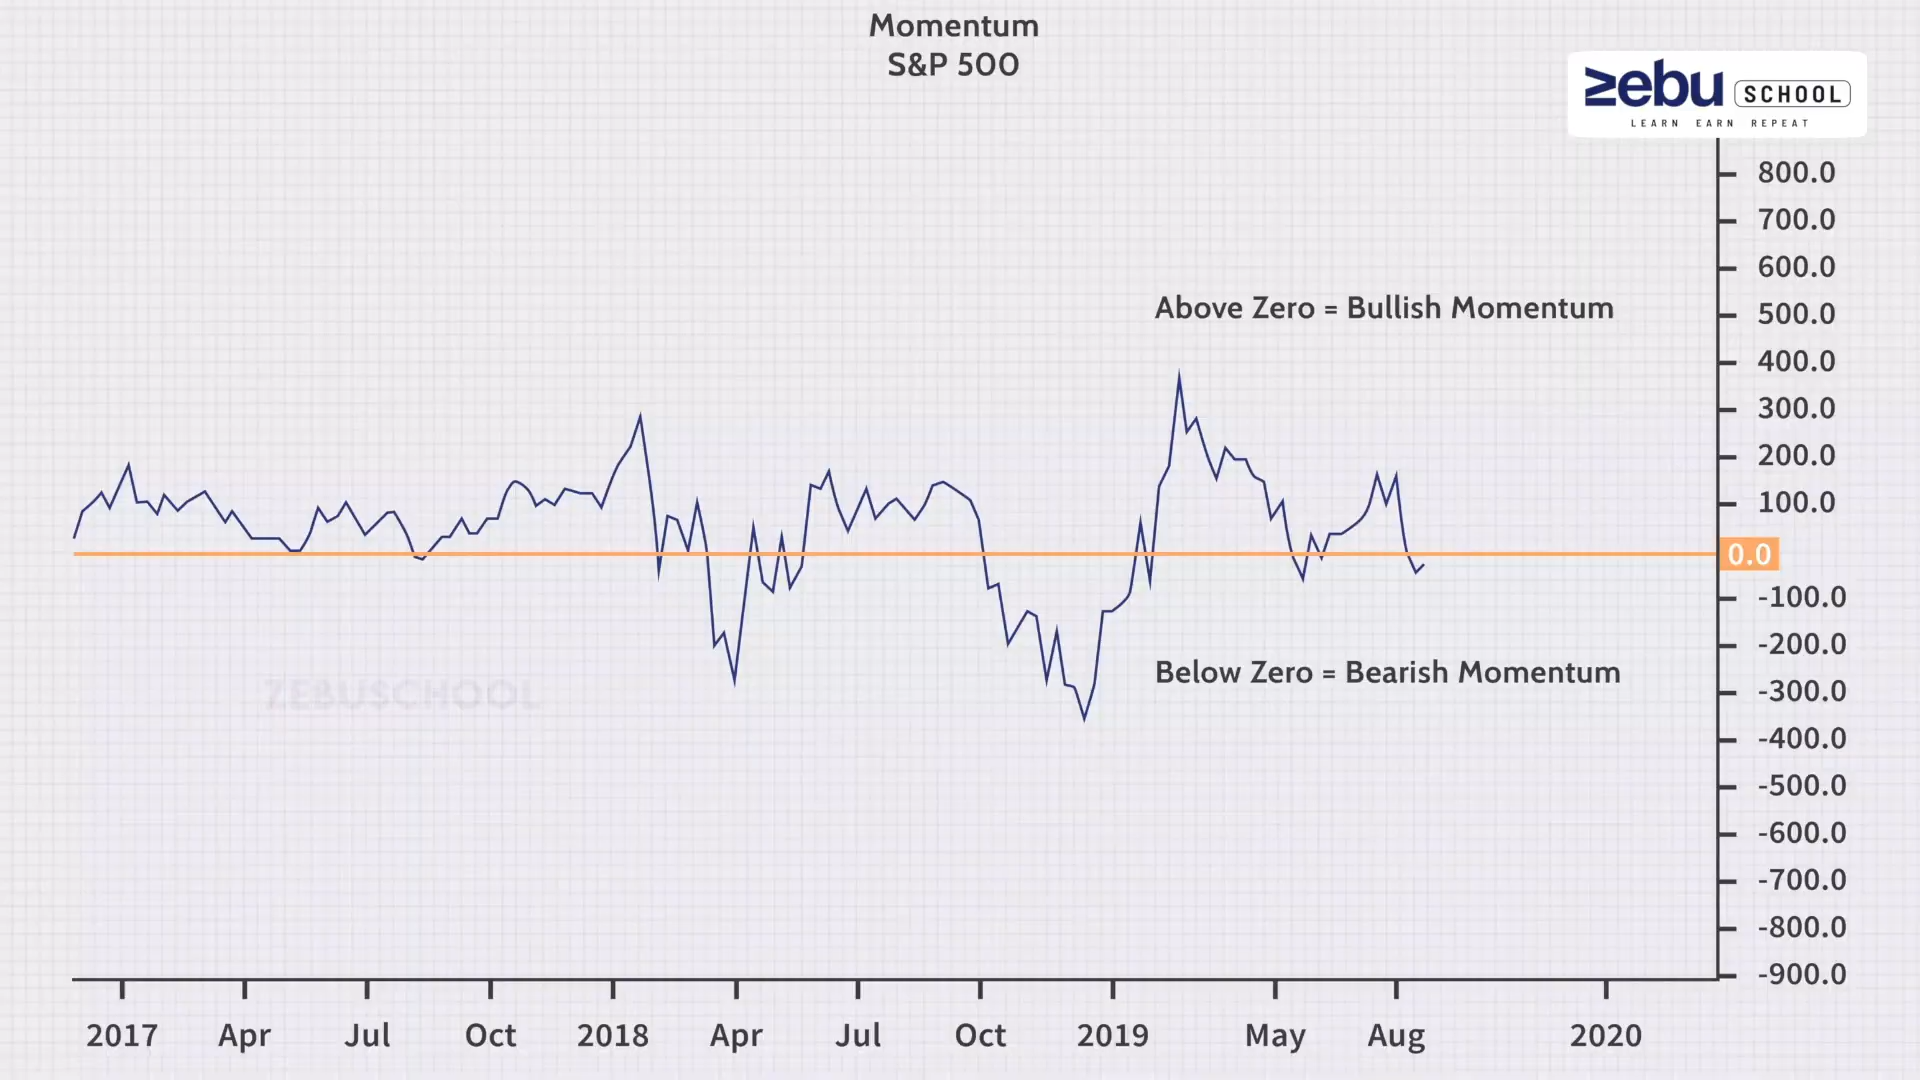 Momentum
S&P 500
zebu SCHOOL
LEARN EARN REPEAT
800.0
700.0
600.0
Above Zero = Bullish Momentum
500.0
400.0
300.0
200.0
100.0
0.0
-100.0
-200.0
Below Zero = Bearish Momentum
ZEBUSCHOOL
-300.0
-400.0
-500.0
-600.0
-700.0
-800.0
-900.0
2017 Apr Jul Oct 2018 Apr Jul Oct 2019 May Aug 2020